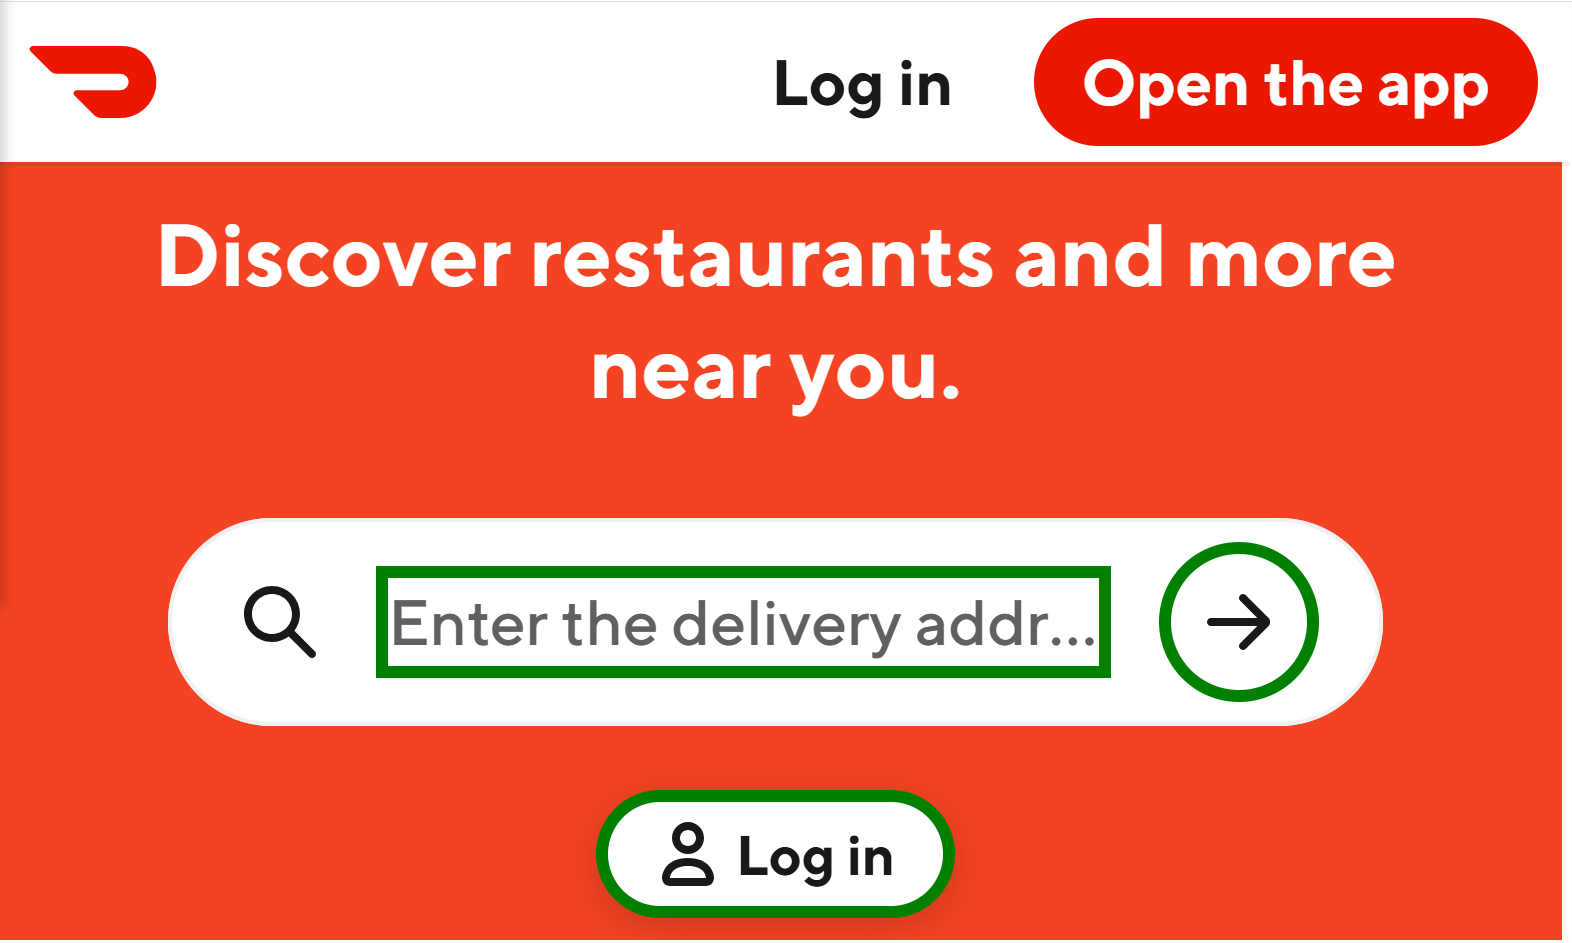 Log in
Open the app
Discover restaurants and more
near you.
Enter the delivery addr...
Log in